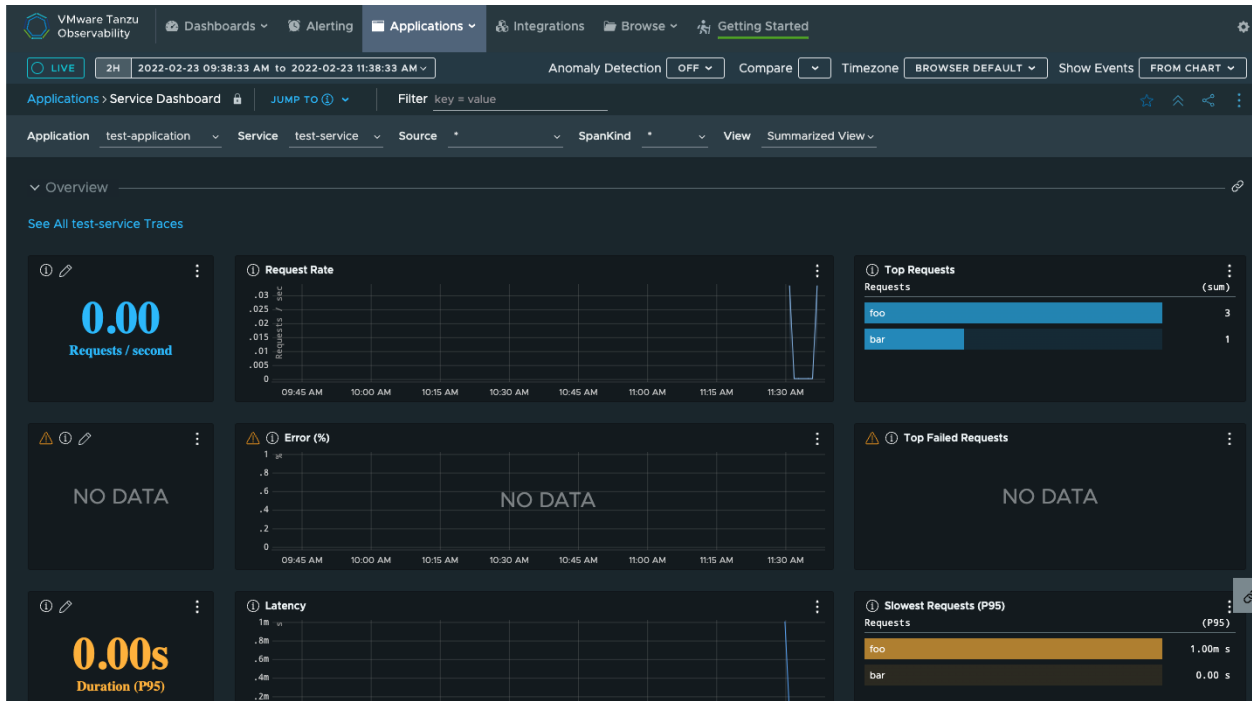 VMware Tanzu
Observability
Dashboards
Alerting
Applications
Integrations
Browse
Getting Started
LIVE
2H 2022-02-23 09:38:33 AM to 2022-02-23 11:38:33 AM
Anomaly Detection OFF
Compare
Timezone BROWSER DEFAULT
Show Events FROM CHART
Applications > Service Dashboard
JUMP TO
Filter key = value
Application test-application
Service test-service
Source *
SpanKind *
View Summarized View
Overview
See All test-service Traces
0.00
Requests / second
Request Rate
Requests / sec
.03
.025
.02
.015
.01
.005
0
09:45 AM 10:00 AM 10:15 AM 10:30 AM 10:45 AM 11:00 AM 11:15 AM 11:30 AM
Top Requests
Requests (sum)
foo 3
bar 1
NO DATA
Error (%)
%
1
.8
.6
.4
.2
0
NO DATA
09:45 AM 10:00 AM 10:15 AM 10:30 AM 10:45 AM 11:00 AM 11:15 AM 11:30 AM
Top Failed Requests
NO DATA
0.00s
Duration (P95)
Latency
s
1m
.8m
.6m
.4m
.2m
Slowest Requests (P95)
Requests (P95)
foo 1.00m s
bar 0.00 s